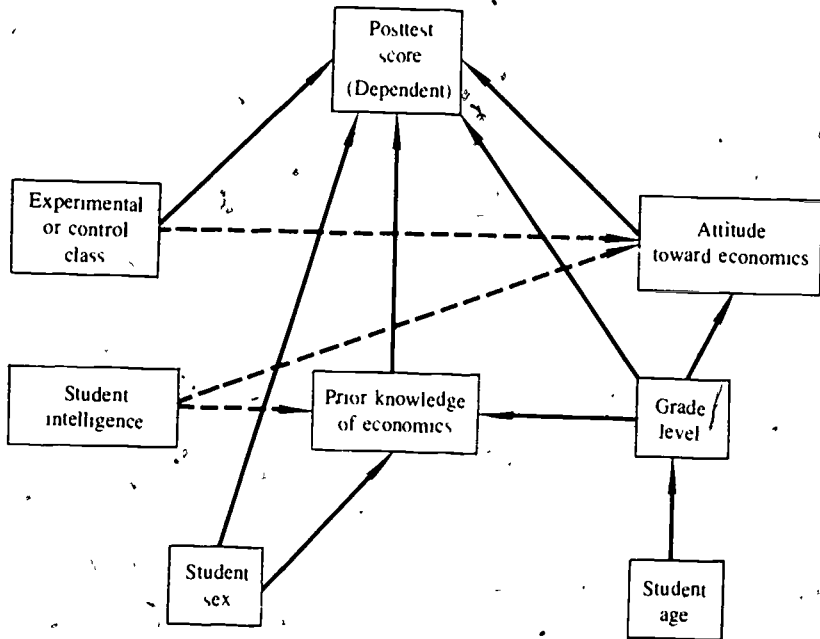 Posttest
score
(Dependent)
Experimental
or control
class
Attitude
toward economics
Student
intelligence
Prior knowledge
of economics
Grade
level
Student
sex
Student
age